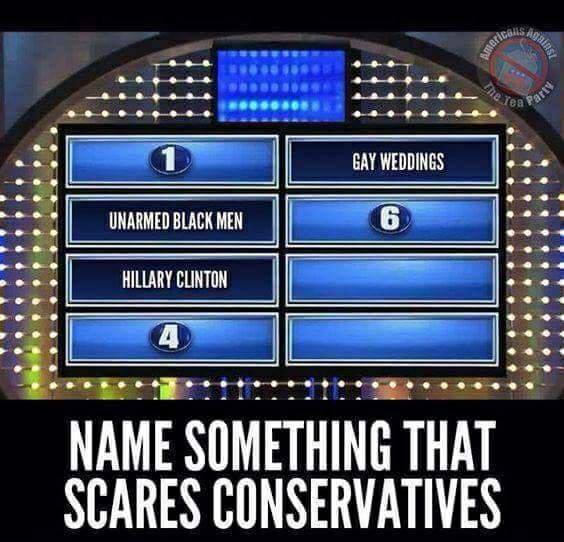 Americans Against
The Tea Party
1
GAY WEDDINGS
UNARMED BLACK MEN
6
HILLARY CLINTON
4
NAME SOMETHING THAT
SCARES CONSERVATIVES